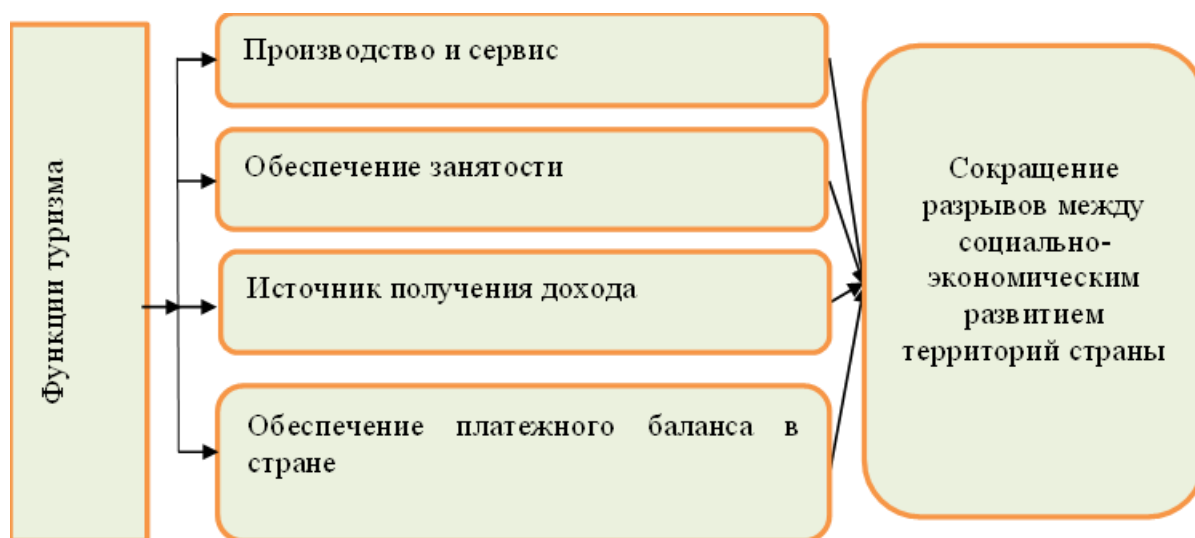 Функции туризма
Производство и сервис
Обеспечение занятости
Источник получения дохода
Обеспечение платежного баланса в
стране
Сокращение
разрывов между
социально-
экономическим
развитием
территорий страны